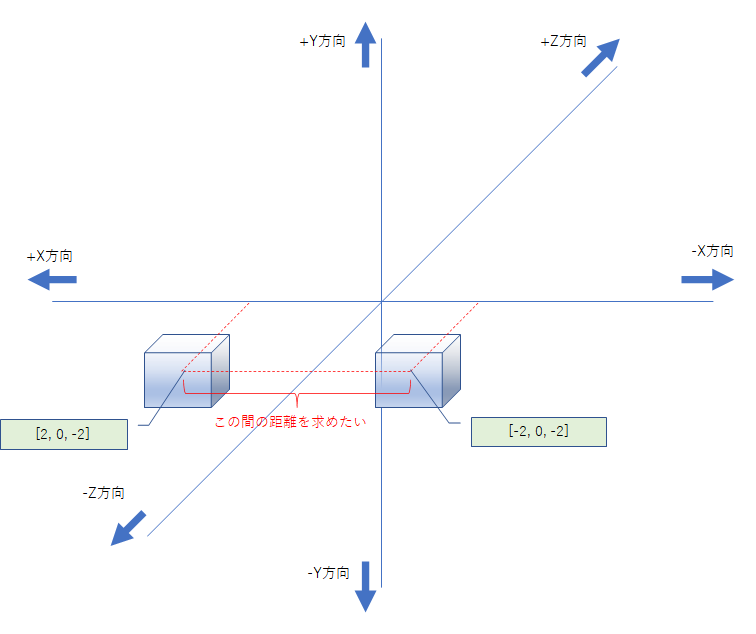 +Y方向
+Z方向
+X方向
-X方向
この間の距離を求めたい
[2, 0, -2]
[-2, 0, -2]
-Z方向
-Y方向